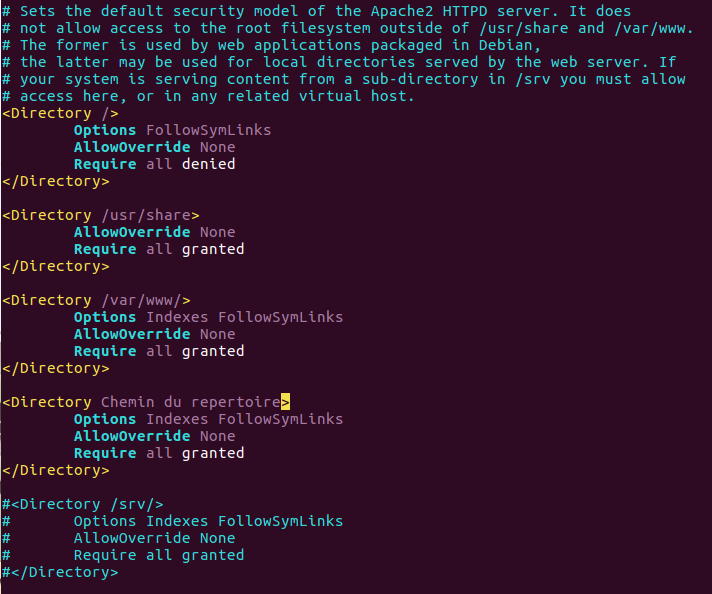 # Sets the default security model of the Apache2 HTTPD server. It does
# not allow access to the root filesystem outside of /usr/share and /var/www.
# The former is used by web applications packaged in Debian,
# the latter may be used for local directories served by the web server. If
# your system is serving content from a sub-directory in /srv you must allow
# access here, or in any related virtual host.
<Directory />
        Options FollowSymLinks
        AllowOverride None
        Require all denied
</Directory>

<Directory /usr/share>
        AllowOverride None
        Require all granted
</Directory>

<Directory /var/www/>
        Options Indexes FollowSymLinks
        AllowOverride None
        Require all granted
</Directory>

<Directory Chemin du repertoire>
        Options Indexes FollowSymLinks
        AllowOverride None
        Require all granted
</Directory>

#<Directory /srv/>
#       Options Indexes FollowSymLinks
#       AllowOverride None
#       Require all granted
#</Directory>